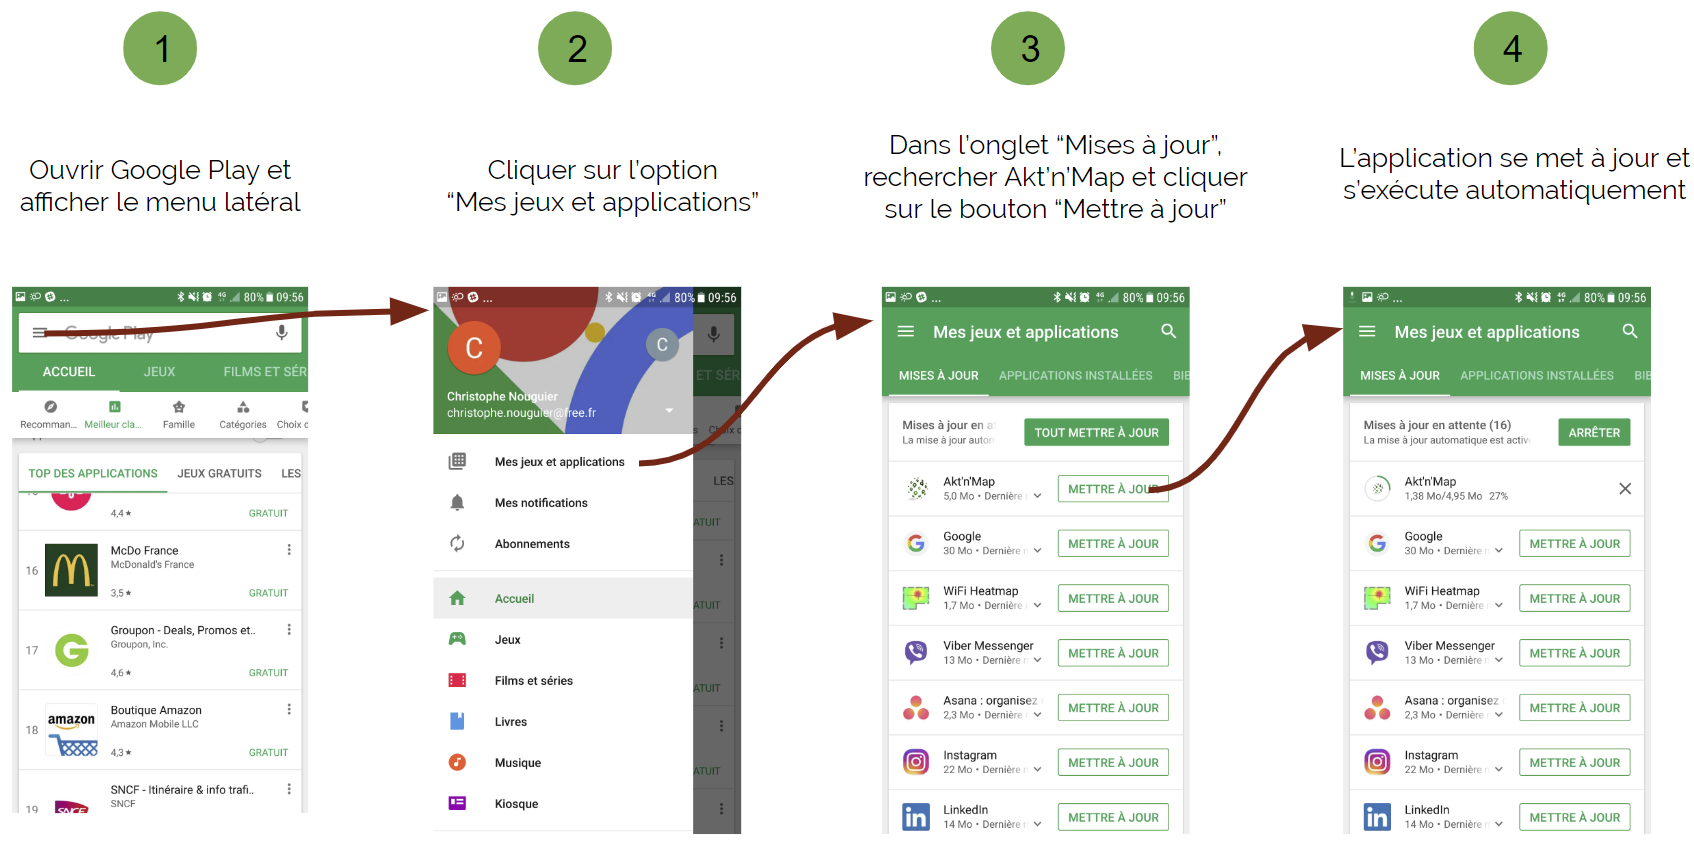 1
2
3
4
Ouvrir Google Play et
afficher le menu latéral
Cliquer sur l'option
“Mes jeux et applications”
Dans l'onglet “Mises à jour”,
rechercher Akt'n'Map et cliquer
sur le bouton “Mettre à jour”
L'application se met à jour et
s'exécute automatiquement
... 4G 80% 09:56
Google Play
ACCUEIL JEUX FILMS ET SÉR
Recomman... Meilleur cla... Famille Catégories Choix d
TOP DES APPLICATIONS JEUX GRATUITS LES
4,4★ GRATUIT
16 McDo France
McDonald's France
3,5★ GRATUIT
17 Groupon - Deals, Promos et..
Groupon, Inc.
4,6★ GRATUIT
18 amazon Boutique Amazon
Amazon Mobile LLC
4,3★ GRATUIT
19 SNCF SNCF - Itinéraire & info trafi..
SNCF
... 4G 80% 09:56
C C
ET SÉR
Christophe Nouguier
christophe.nouguier@free.fr
s Choix d
Mes jeux et applications
LES
Mes notifications
ATUIT
Abonnements
Accueil
ATUIT
Jeux
Films et séries
ATUIT
Livres
Musique
ATUIT
Kiosque
... 4G 80% 09:56
Mes jeux et applications
MISES À JOUR APPLICATIONS INSTALLÉES BIB
Mises à jour en at
La mise à jour autom
TOUT METTRE À JOUR
Akt'n'Map
5,0 Mo • Dernière
METTRE À JOUR
Google
30 Mo • Dernière
METTRE À JOUR
WiFi Heatmap
1,7 Mo • Dernière
METTRE À JOUR
Viber Messenger
13 Mo • Dernière
METTRE À JOUR
Asana : organisez
2,3 Mo • Dernière
METTRE À JOUR
Instagram
22 Mo • Dernière
METTRE À JOUR
LinkedIn
14 Mo • Dernière
METTRE À JOUR
... 4G 80% 09:56
Mes jeux et applications
MISES À JOUR APPLICATIONS INSTALLÉES BIB
Mises à jour en attente (16)
La mise à jour automatique est activ
ARRÊTER
Akt'n'Map
1,38 Mo/4,95 Mo 27%
Google
30 Mo • Dernière
METTRE À JOUR
WiFi Heatmap
1,7 Mo • Dernière
METTRE À JOUR
Viber Messenger
13 Mo • Dernière
METTRE À JOUR
Asana : organisez
2,3 Mo • Dernière
METTRE À JOUR
Instagram
22 Mo • Dernière
METTRE À JOUR
LinkedIn
14 Mo • Dernière
METTRE À JOUR